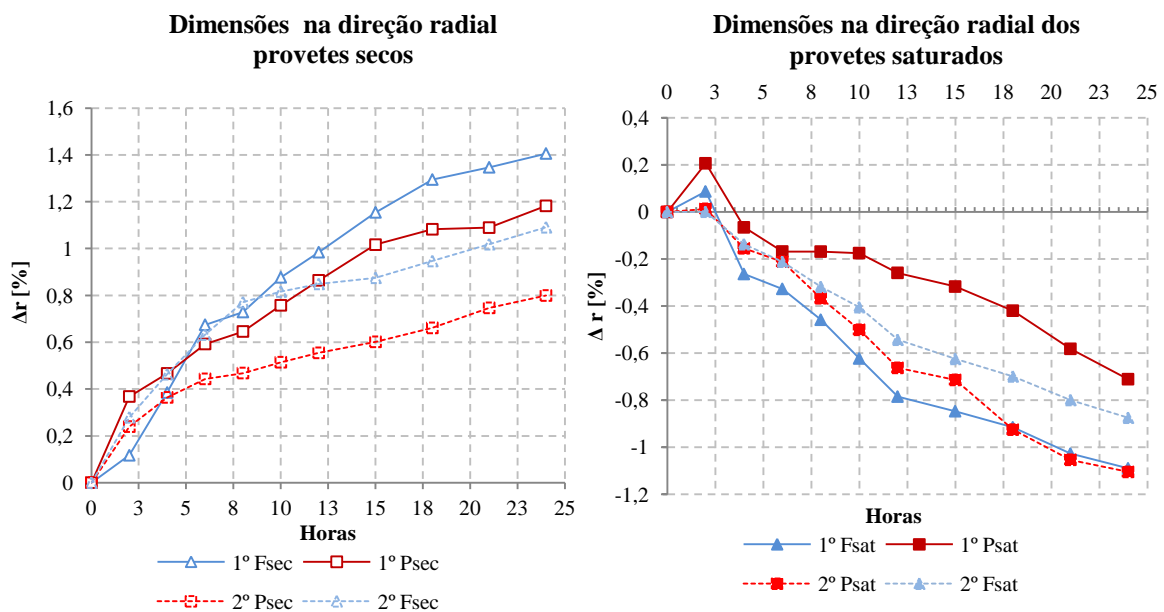 Dimensões na direção radial
provetes secos
1,6
1,4
1,2
1
0,8
0,6
0,4
0,2
0
Δr [%]
0 3 5 8 10 13 15 18 20 23 25
Horas
1º Fsec 1º Psec
2º Psec 2º Fsec
Dimensões na direção radial dos
provetes saturados
0 3 5 8 10 13 15 18 20 23 25
0,4
0,2
0
-0,2
-0,4
-0,6
-0,8
-1
-1,2
Δ r [%]
Horas
1º Fsat 1º Psat
2º Psat 2º Fsat